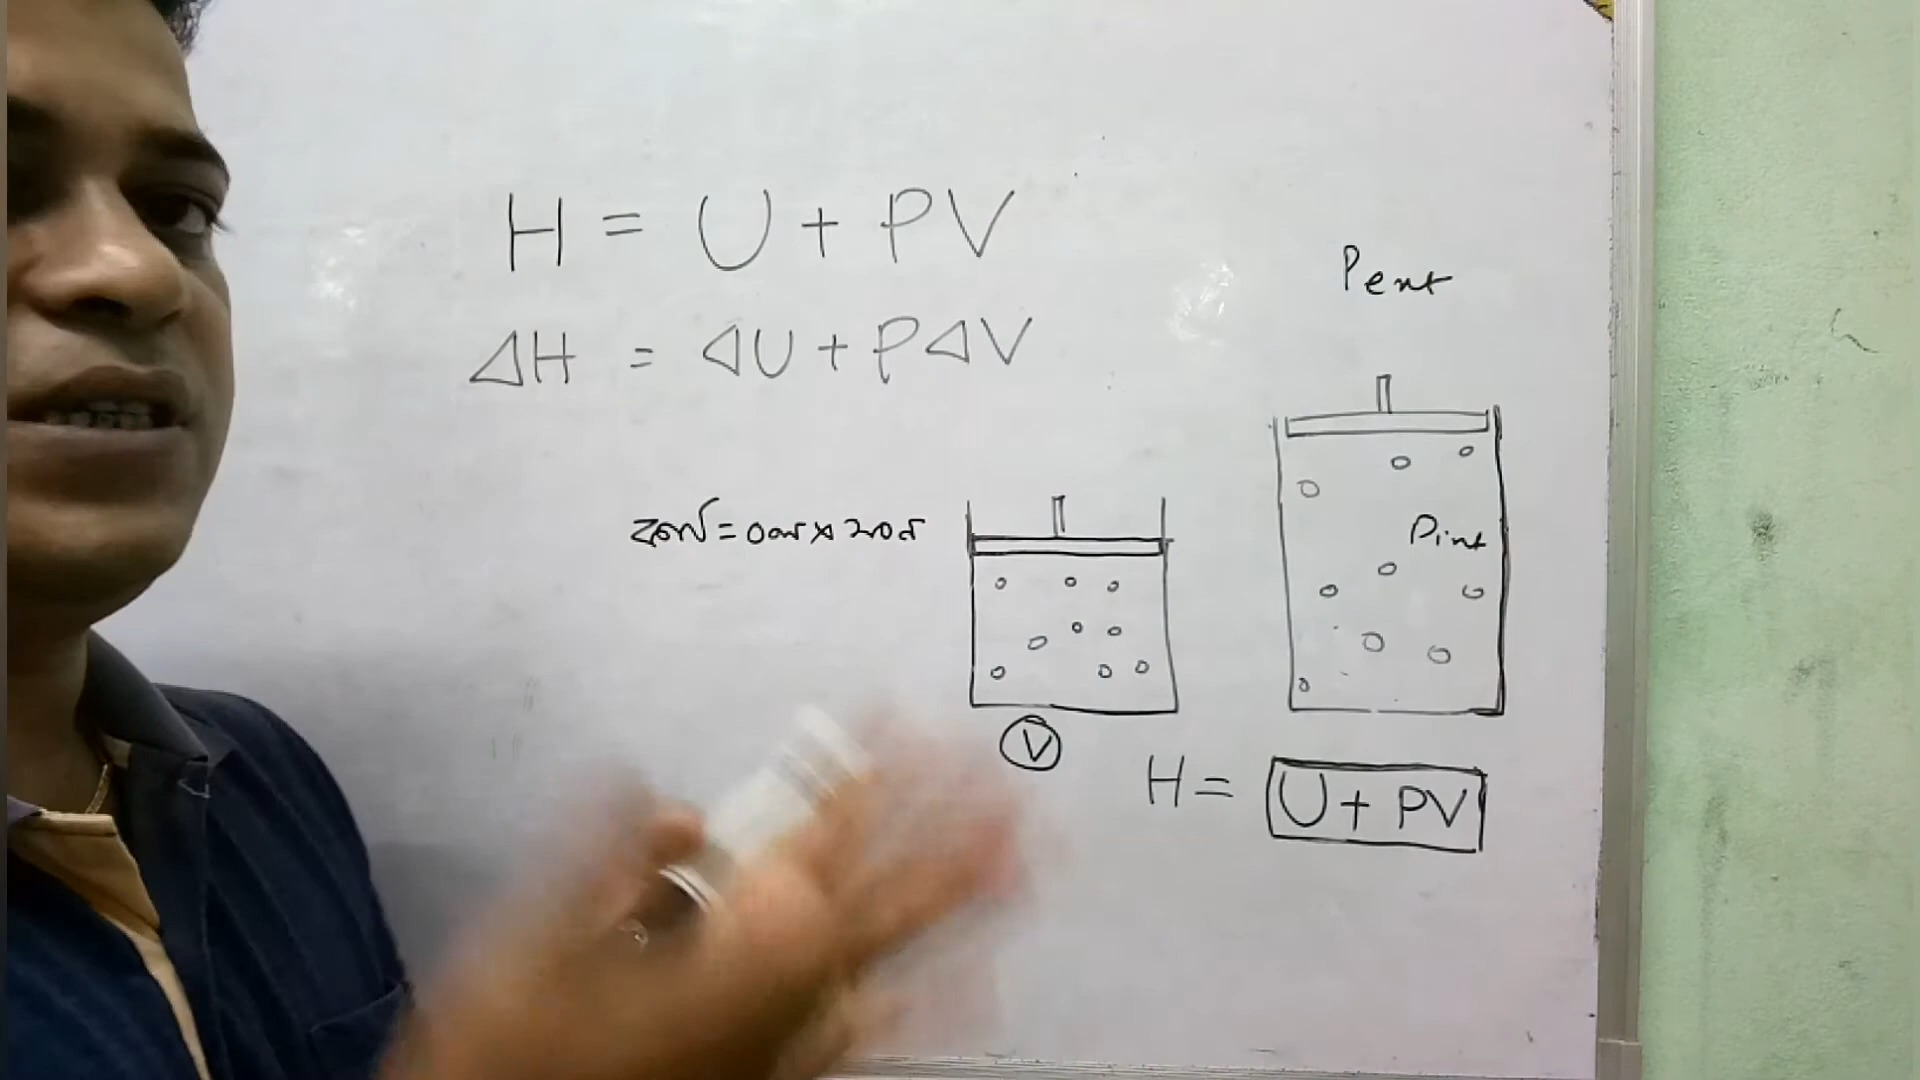 H = U + PV
ΔH = ΔU + PΔV
Pext
Pint
V
H = U + PV